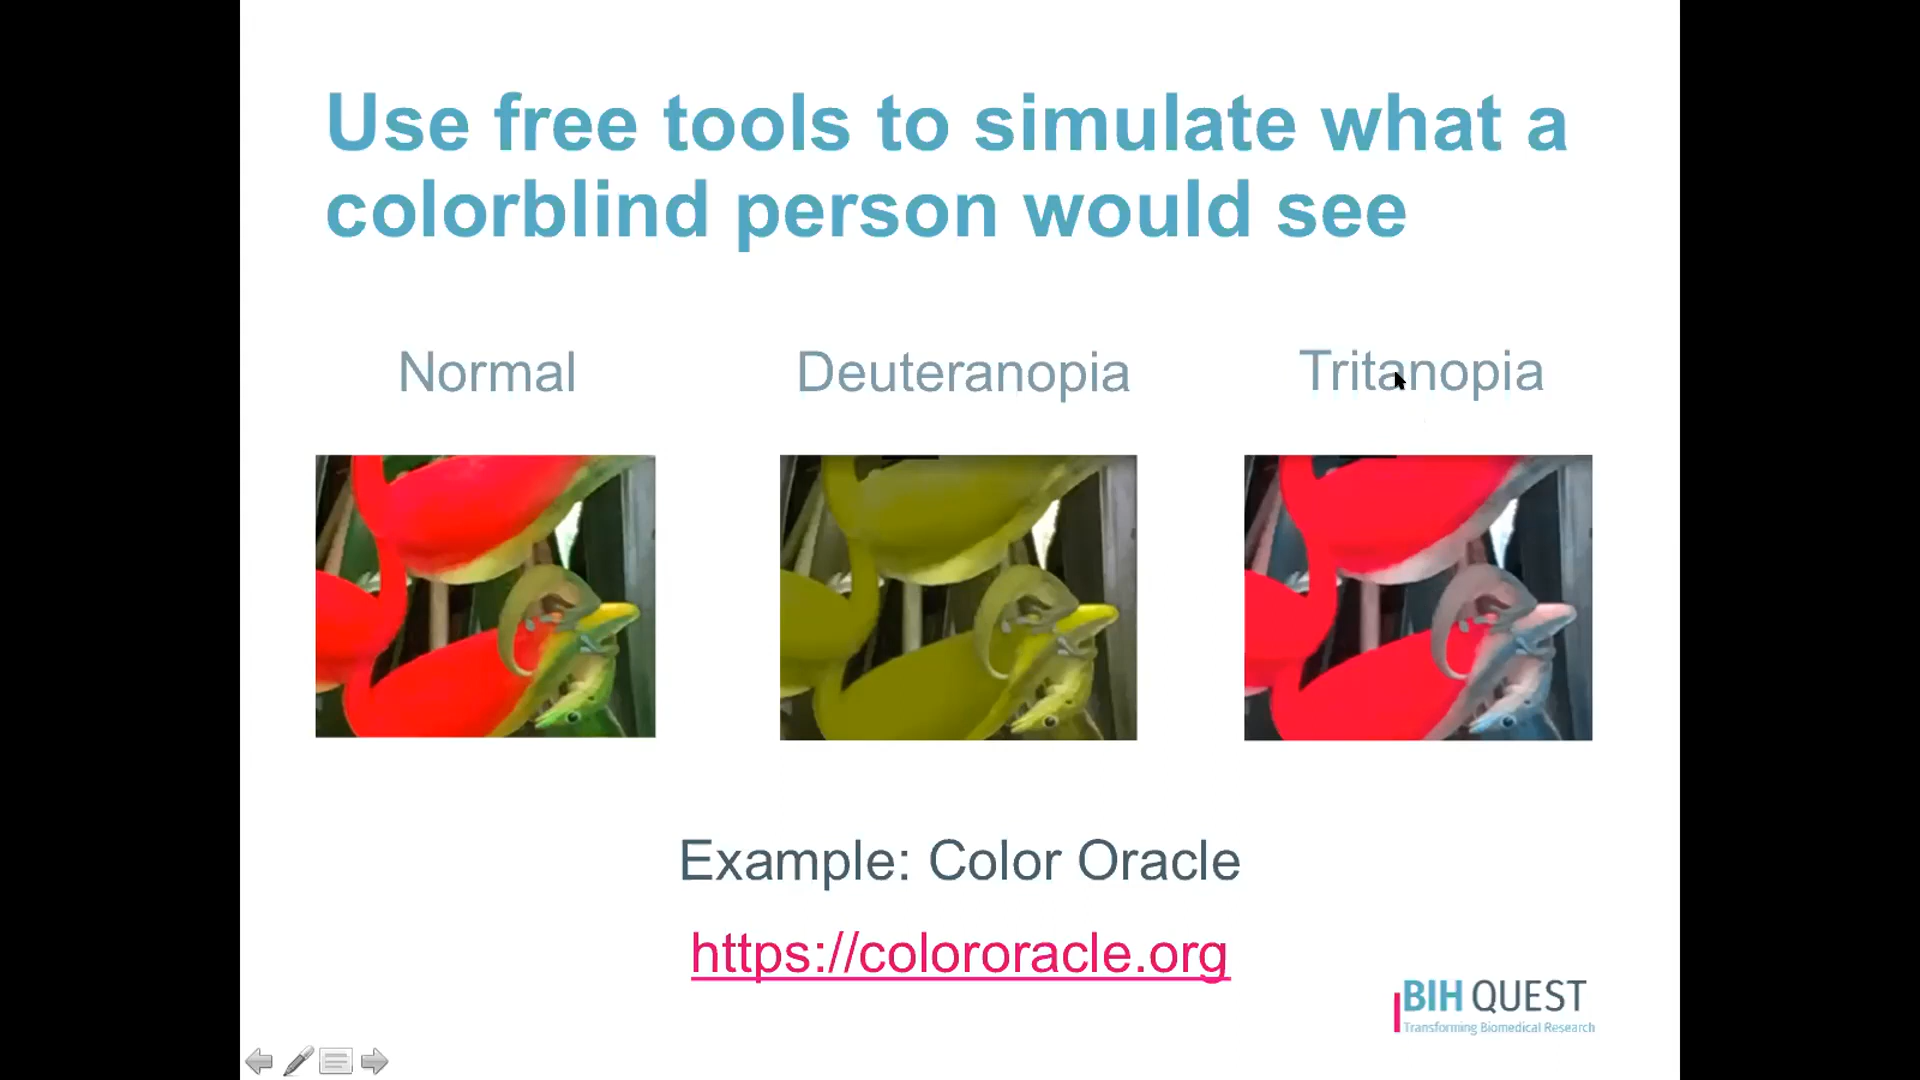 Use free tools to simulate what a
colorblind person would see
Normal
Deuteranopia
Tritanopia
Example: Color Oracle
https://colororacle.org
BIH QUEST
Transforming Biomedical Research